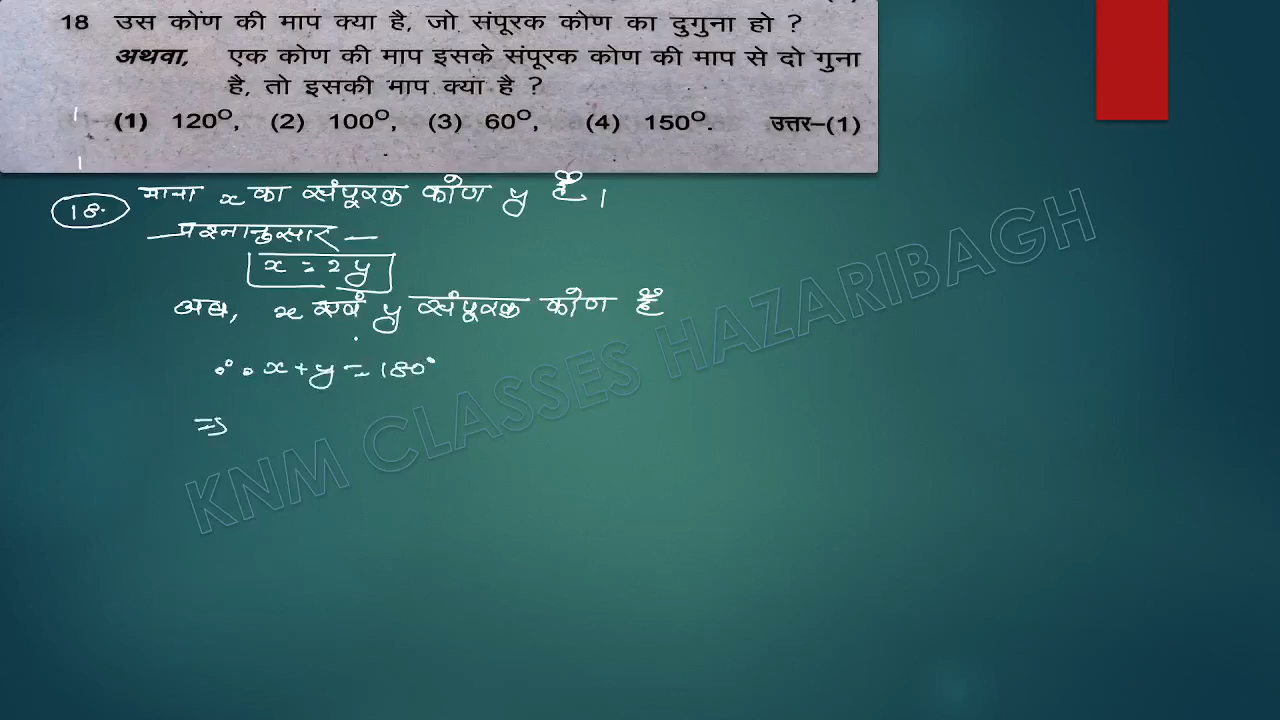 18 उस कोण की माप क्या है, जो संपूरक कोण का दुगुना हो ?
अथवा, एक कोण की माप इसके संपूरक कोण की माप से दो गुना
है, तो इसकी माप क्या है ?
(1) 120°, (2) 100°, (3) 60°, (4) 150°. उत्तर–(1)
18. माना x का संपूरक कोण y है।
प्रश्नानुसार —
x = 2y
अब, x एवं y संपूरक कोण हैं
∴ x + y = 180°
⇒
KNM CLASSES HAZARIBAGH